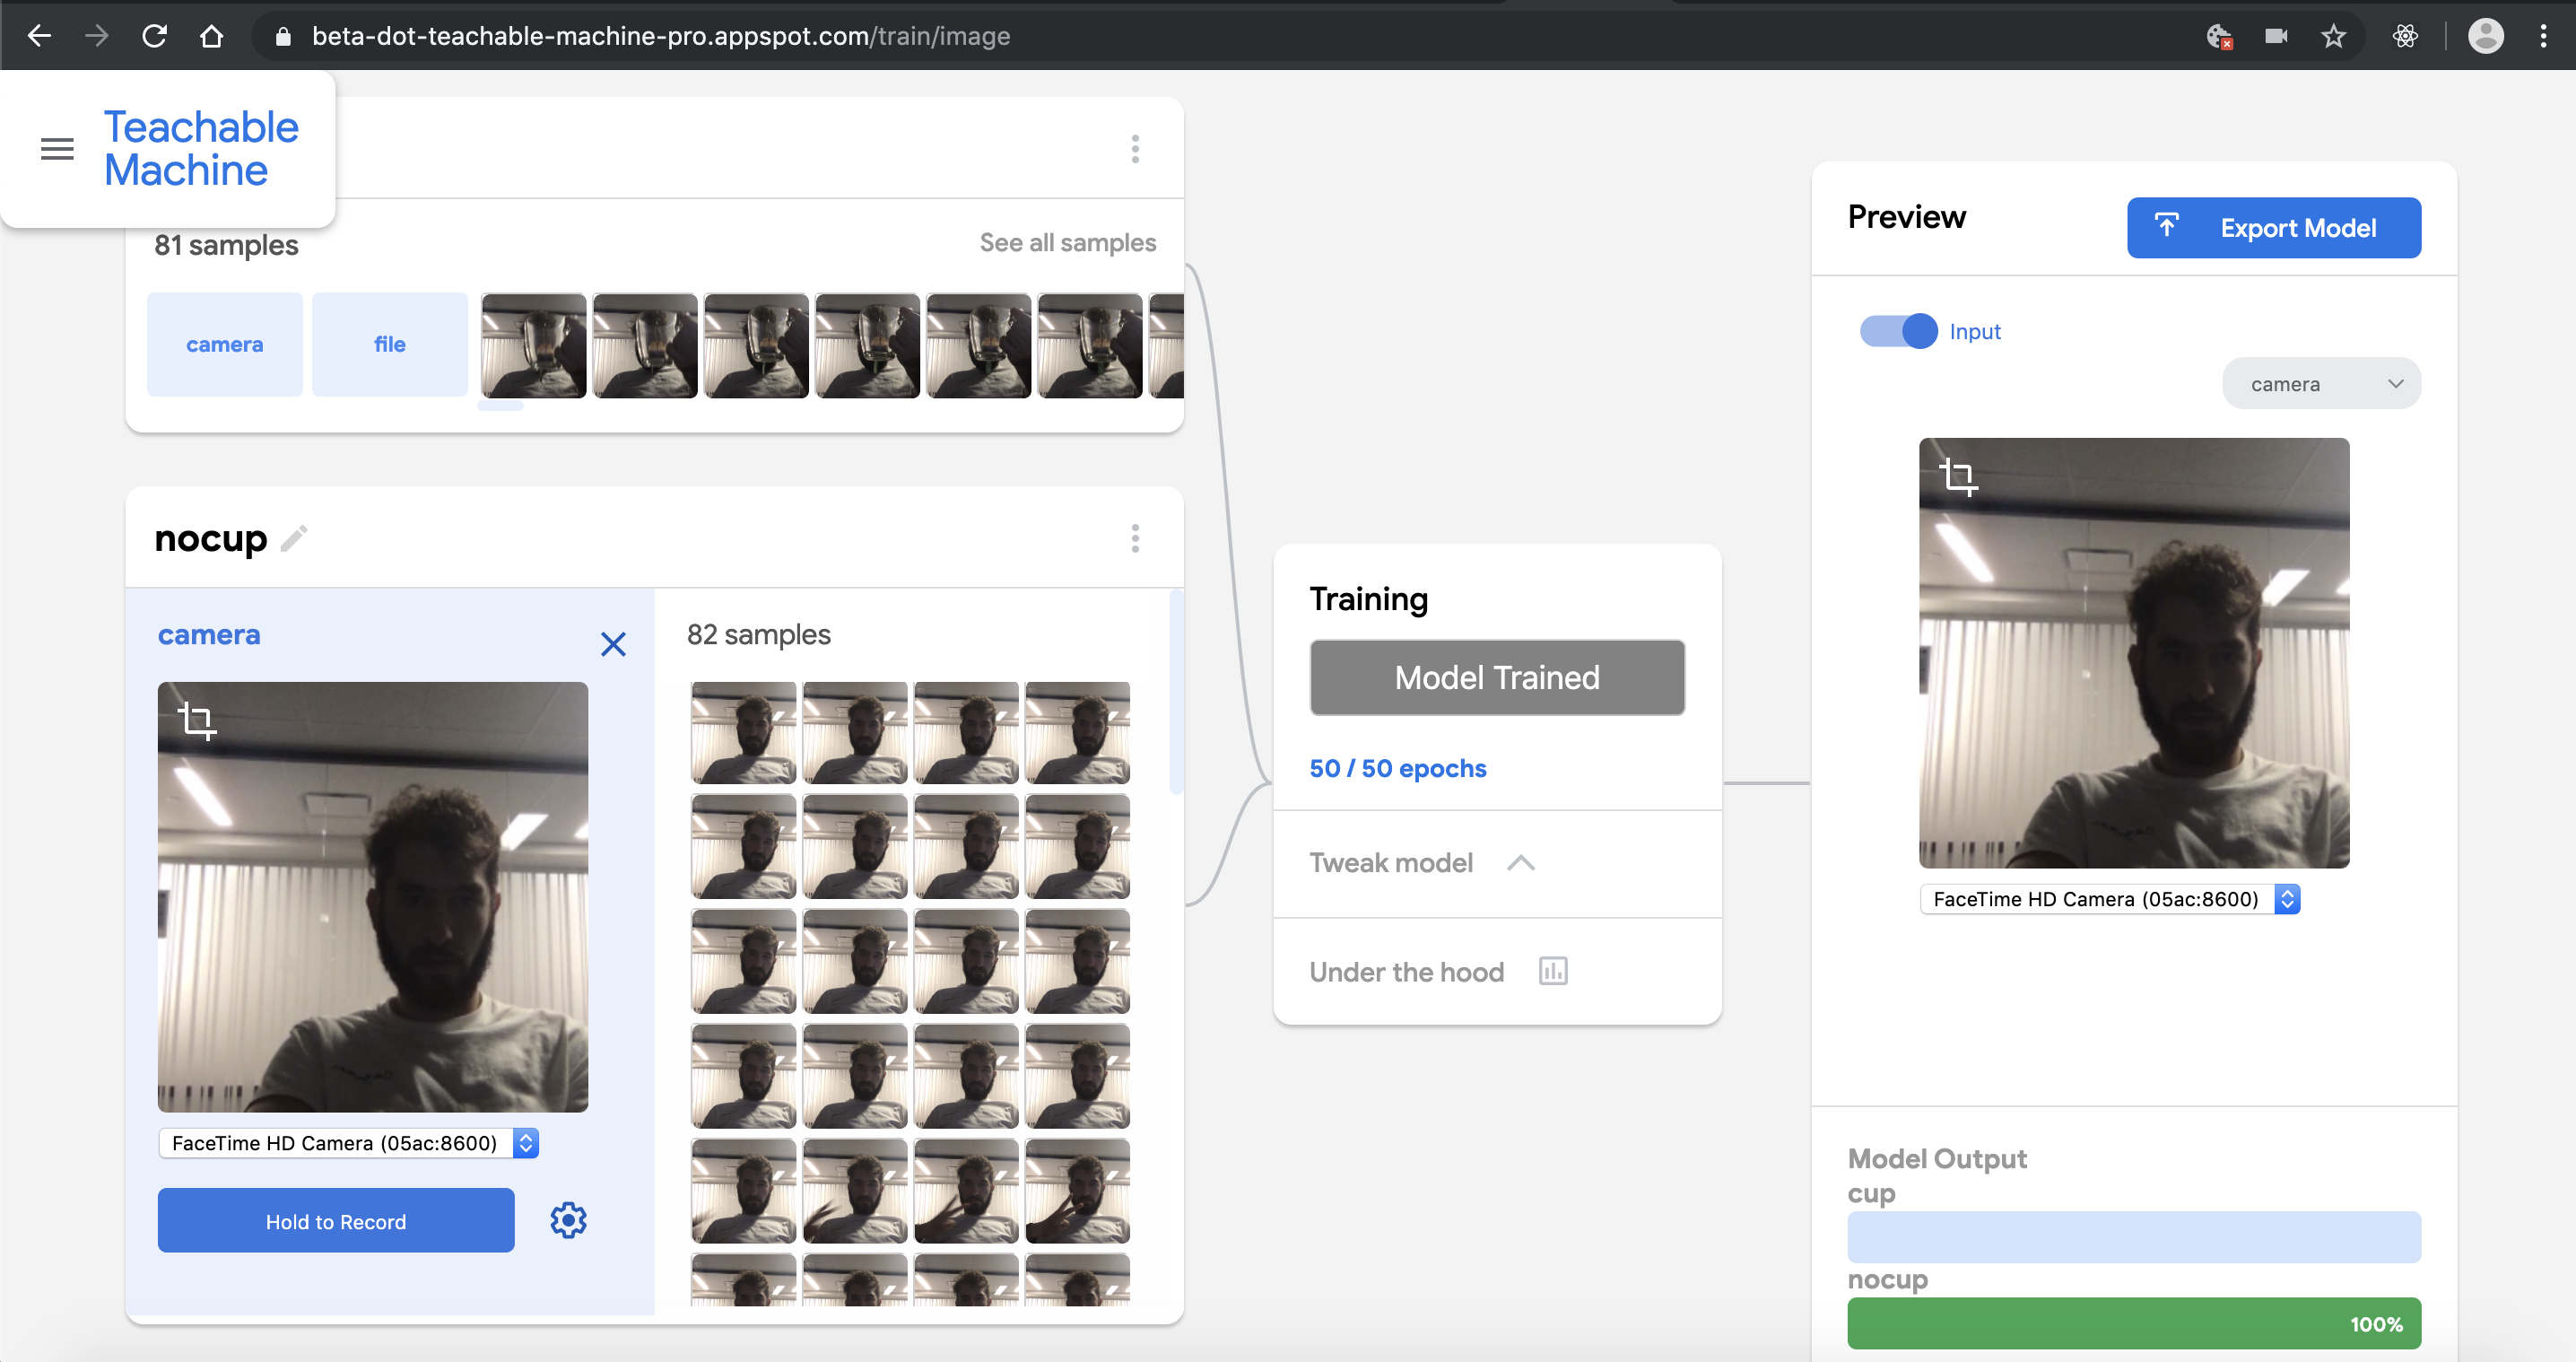 beta-dot-teachable-machine-pro.appspot.com/train/image
Teachable
Machine
81 samples
See all samples
camera
file
nocup
camera
82 samples
FaceTime HD Camera (05ac:8600)
Hold to Record
Training
Model Trained
50 / 50 epochs
Tweak model
Under the hood
Preview
Export Model
Input
camera
FaceTime HD Camera (05ac:8600)
Model Output
cup
nocup
100%